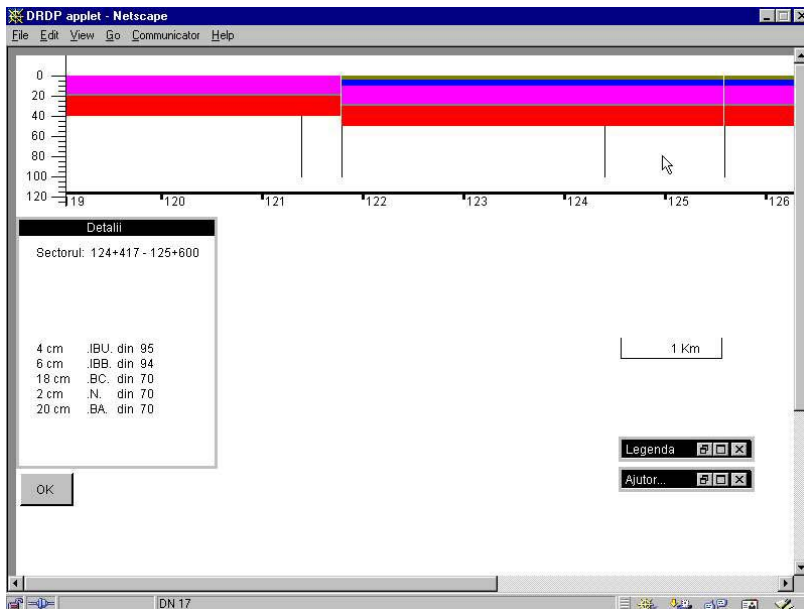 DRDP applet - Netscape
File Edit View Go Communicator Help
0
20
40
60
80
100
120
119 120 121 122 123 124 125 126
Detalii
Sectorul: 124+417 - 125+600
4 cm .IBU. din 95
6 cm .IBB. din 94
18 cm .BC. din 70
2 cm .N. din 70
20 cm .BA. din 70
1 Km
Legenda
Ajutor...
OK
DN 17